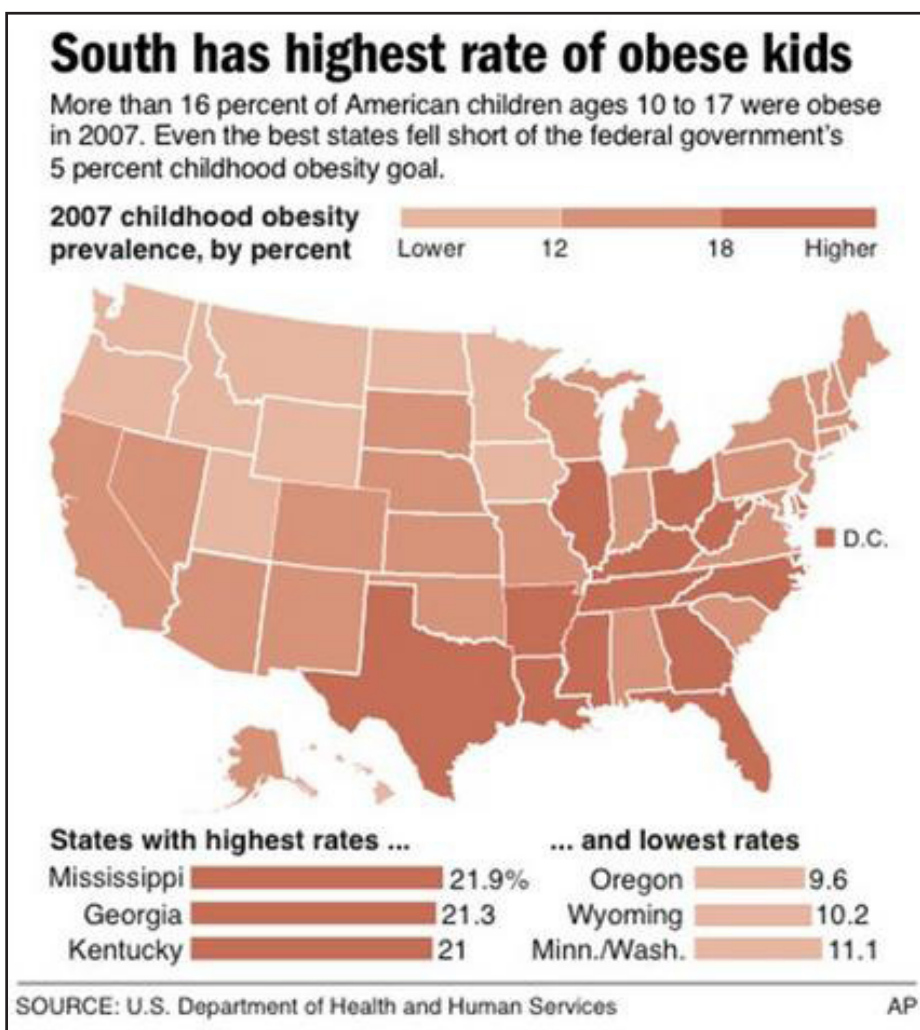 South has highest rate of obese kids
More than 16 percent of American children ages 10 to 17 were obese
in 2007. Even the best states fell short of the federal government's
5 percent childhood obesity goal.
2007 childhood obesity
prevalence, by percent
Lower 12 18 Higher
D.C.
States with highest rates ...
Mississippi 21.9%
Georgia 21.3
Kentucky 21
... and lowest rates
Oregon 9.6
Wyoming 10.2
Minn./Wash. 11.1
SOURCE: U.S. Department of Health and Human Services AP